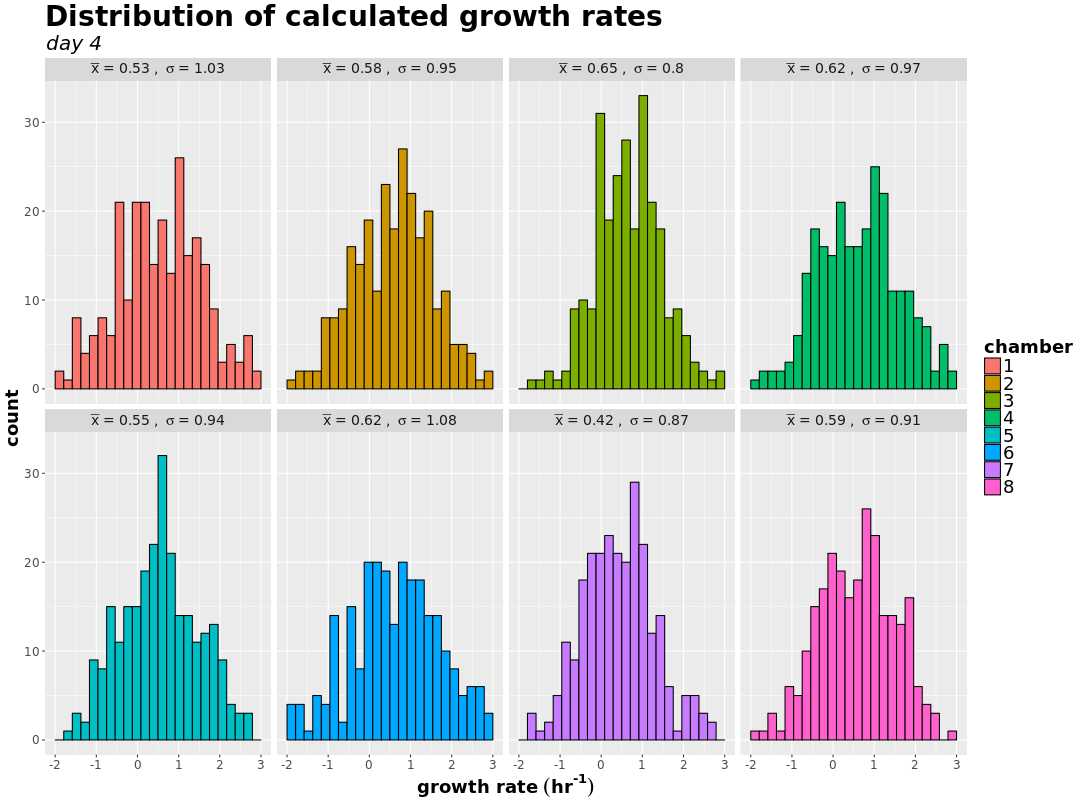 Distribution of calculated growth rates
day 4
x̅ = 0.53 , σ = 1.03
x̅ = 0.58 , σ = 0.95
x̅ = 0.65 , σ = 0.8
x̅ = 0.62 , σ = 0.97
30
20
10
0
x̅ = 0.55 , σ = 0.94
x̅ = 0.62 , σ = 1.08
x̅ = 0.42 , σ = 0.87
x̅ = 0.59 , σ = 0.91
30
20
10
0
-2 -1 0 1 2 3
-2 -1 0 1 2 3
-2 -1 0 1 2 3
-2 -1 0 1 2 3
count
growth rate (hr⁻¹)
chamber
1
2
3
4
5
6
7
8